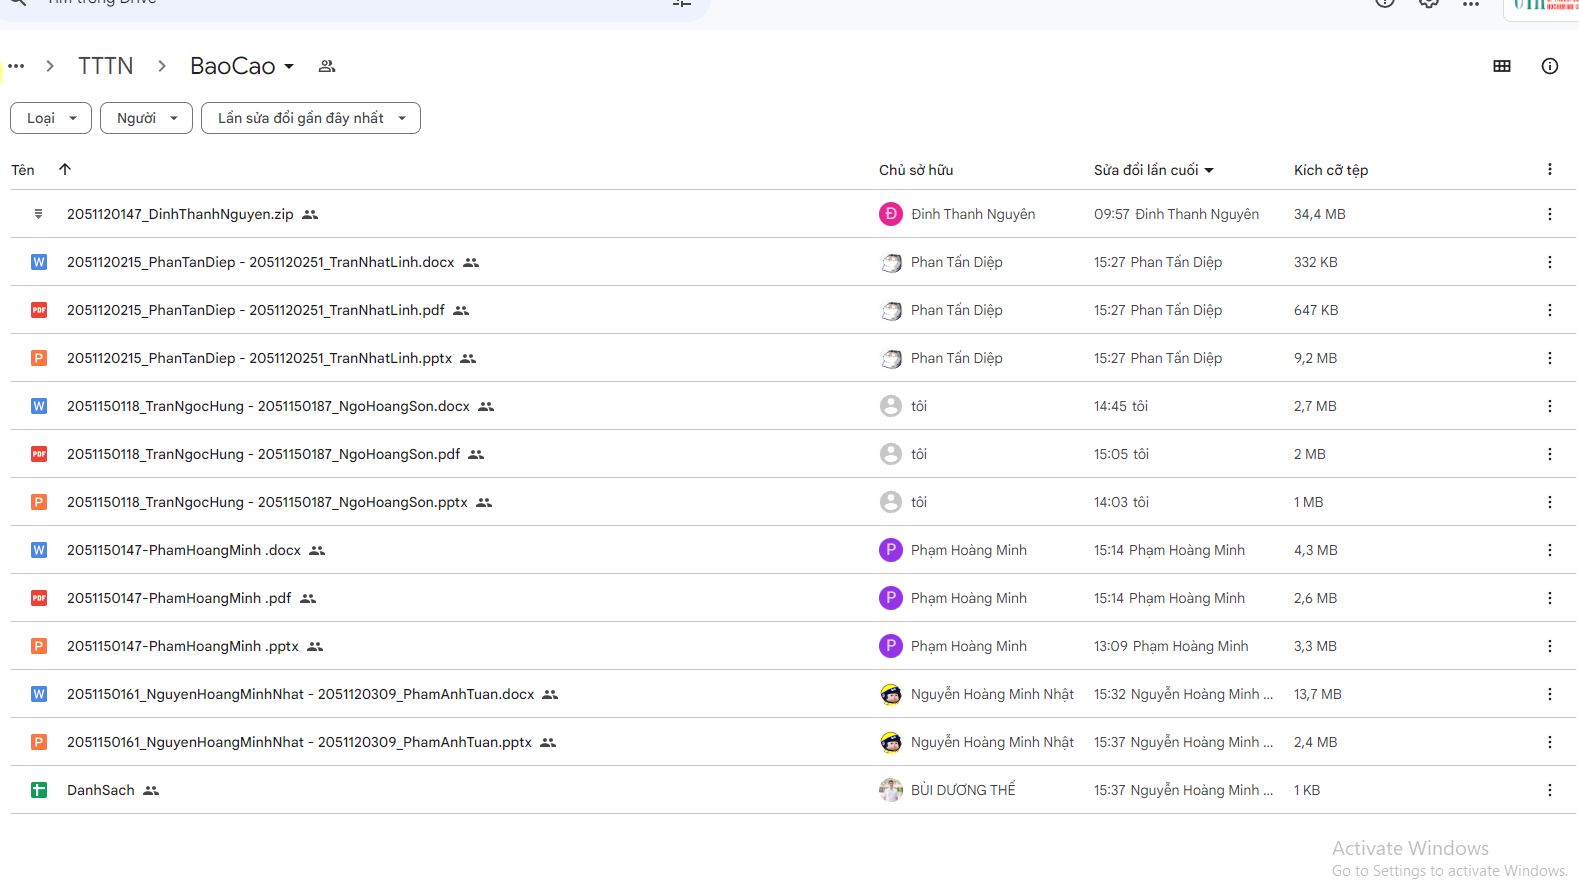 Tìm trong Drive
TTTN
BaoCao
Loại
Người
Lần sửa đổi gần đây nhất
Tên
Chủ sở hữu
Sửa đổi lần cuối
Kích cỡ tệp
2051120147_DinhThanhNguyen.zip
Đ
Đinh Thanh Nguyên
09:57 Đinh Thanh Nguyên
34,4 MB
W
2051120215_PhanTanDiep - 2051120251_TranNhatLinh.docx
Phan Tấn Diệp
15:27 Phan Tấn Diệp
332 KB
PDF
2051120215_PhanTanDiep - 2051120251_TranNhatLinh.pdf
Phan Tấn Diệp
15:27 Phan Tấn Diệp
647 KB
P
2051120215_PhanTanDiep - 2051120251_TranNhatLinh.pptx
Phan Tấn Diệp
15:27 Phan Tấn Diệp
9,2 MB
W
2051150118_TranNgocHung - 2051150187_NgoHoangSon.docx
tôi
14:45 tôi
2,7 MB
PDF
2051150118_TranNgocHung - 2051150187_NgoHoangSon.pdf
tôi
15:05 tôi
2 MB
P
2051150118_TranNgocHung - 2051150187_NgoHoangSon.pptx
tôi
14:03 tôi
1 MB
W
2051150147-PhamHoangMinh .docx
P
Phạm Hoàng Minh
15:14 Phạm Hoàng Minh
4,3 MB
PDF
2051150147-PhamHoangMinh .pdf
P
Phạm Hoàng Minh
15:14 Phạm Hoàng Minh
2,6 MB
P
2051150147-PhamHoangMinh .pptx
P
Phạm Hoàng Minh
13:09 Phạm Hoàng Minh
3,3 MB
W
2051150161_NguyenHoangMinhNhat - 2051120309_PhamAnhTuan.docx
Nguyễn Hoàng Minh Nhật
15:32 Nguyễn Hoàng Minh ...
13,7 MB
P
2051150161_NguyenHoangMinhNhat - 2051120309_PhamAnhTuan.pptx
Nguyễn Hoàng Minh Nhật
15:37 Nguyễn Hoàng Minh ...
2,4 MB
DanhSach
BÙI DƯƠNG THẾ
15:37 Nguyễn Hoàng Minh ...
1 KB
Activate Windows
Go to Settings to activate Windows.